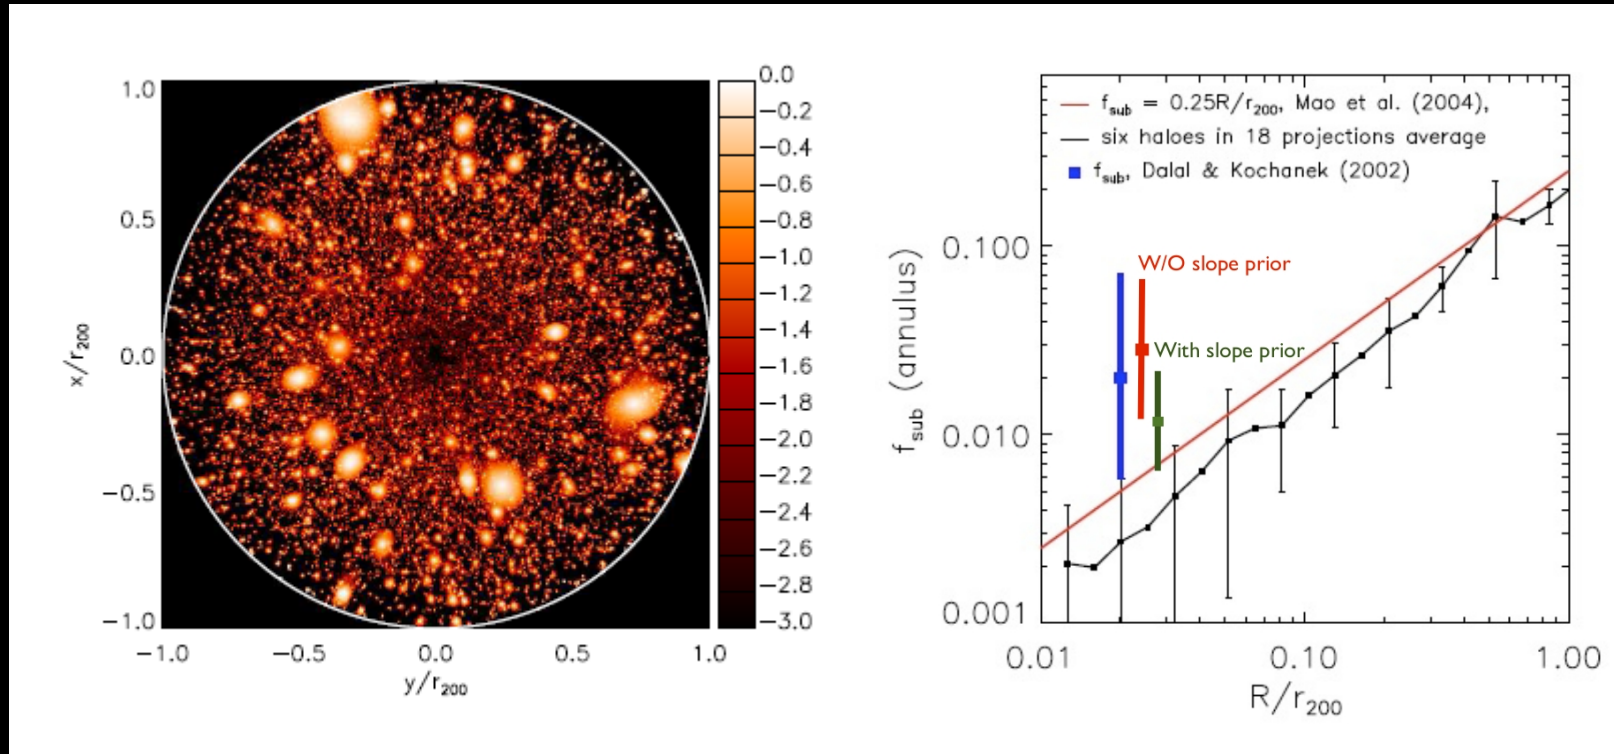 1.0
0.5
0.0
−0.5
−1.0
x/r200
−1.0 −0.5 0.0 0.5 1.0
y/r200
0.0
−0.2
−0.4
−0.6
−0.8
−1.0
−1.2
−1.4
−1.6
−1.8
−2.0
−2.2
−2.4
−2.6
−2.8
−3.0
fsub = 0.25R/r200, Mao et al. (2004),
six haloes in 18 projections average
fsub, Dalal & Kochanek (2002)
W/O slope prior
With slope prior
fsub (annulus)
0.100
0.010
0.001
0.01 0.10 1.00
R/r200